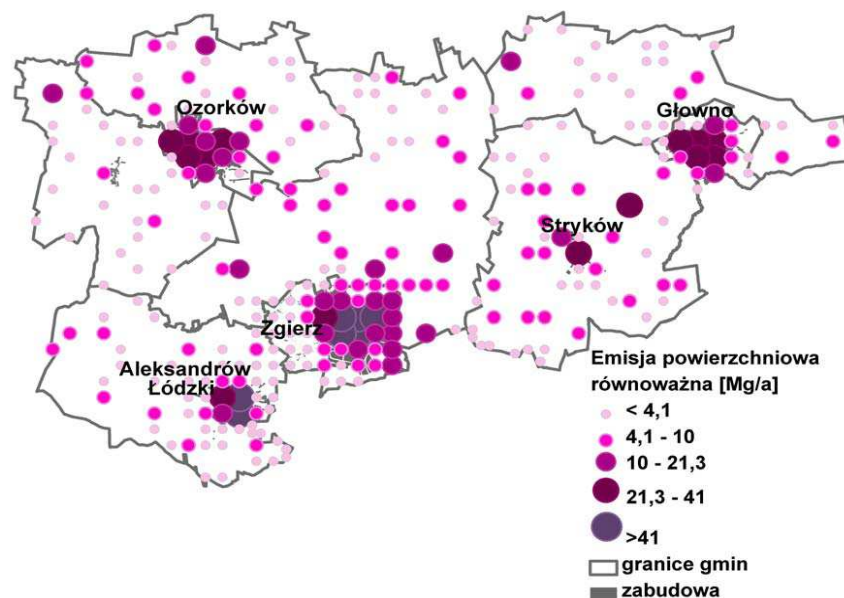 Ozorków
Głowno
Stryków
Zgierz
Aleksandrów
Łódzki
Emisja powierzchniowa
równoważna [Mg/a]
< 4,1
4,1 - 10
10 - 21,3
21,3 - 41
>41
granice gmin
zabudowa